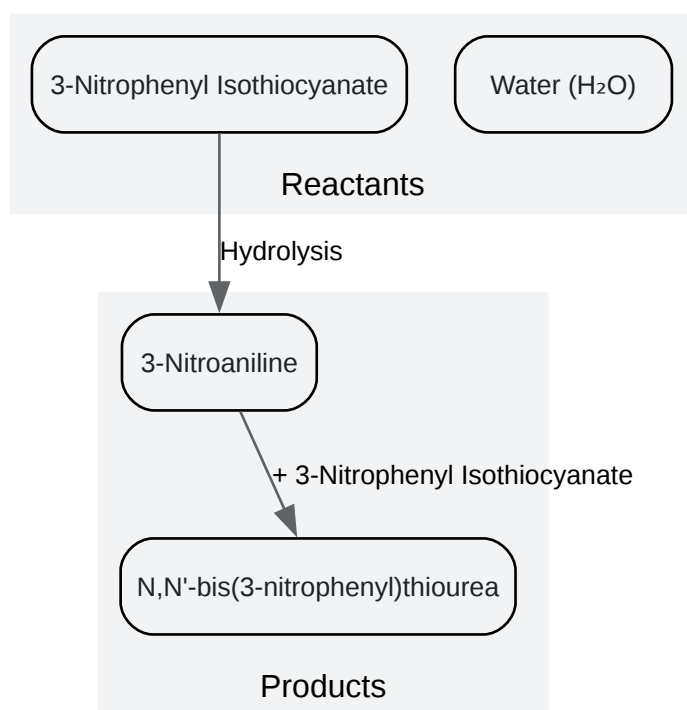 3-Nitrophenyl Isothiocyanate
Water (H₂O)
Reactants
Hydrolysis
3-Nitroaniline
+ 3-Nitrophenyl Isothiocyanate
N,N'-bis(3-nitrophenyl)thiourea
Products